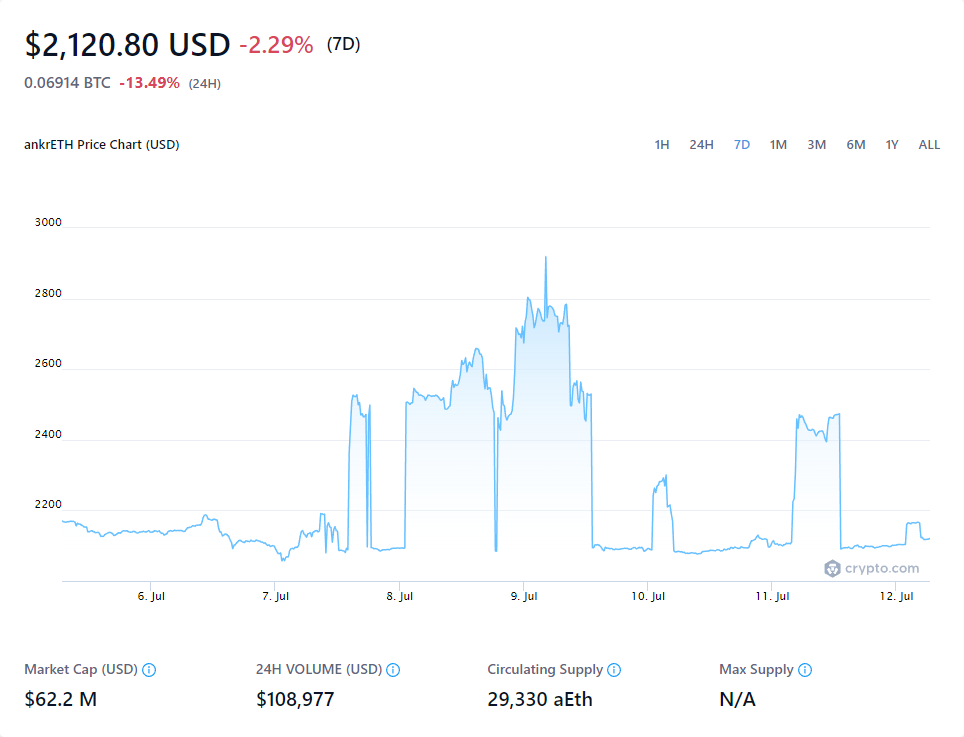 $2,120.80 USD -2.29% (7D)
0.06914 BTC -13.49% (24H)
ankrETH Price Chart (USD) 1H 24H 7D 1M 3M 6M 1Y ALL
3000
2800
2600
2400
2200
crypto.com
6. Jul 7. Jul 8. Jul 9. Jul 10. Jul 11. Jul 12. Jul
Market Cap (USD) 24H VOLUME (USD) Circulating Supply Max Supply
$62.2 M $108,977 29,330 aEth N/A